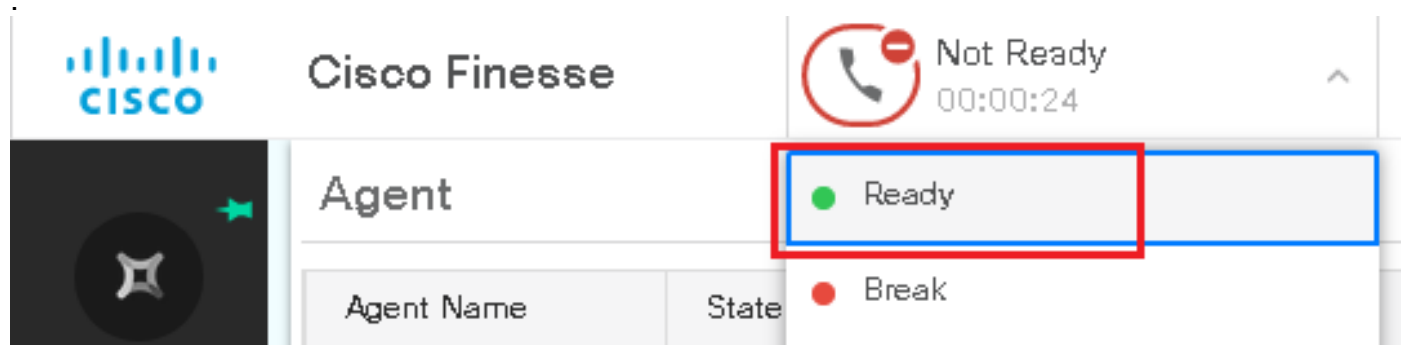 .
CISCO
Cisco Finesse
Not Ready
00:00:24
Agent
Ready
Agent Name
State
Break